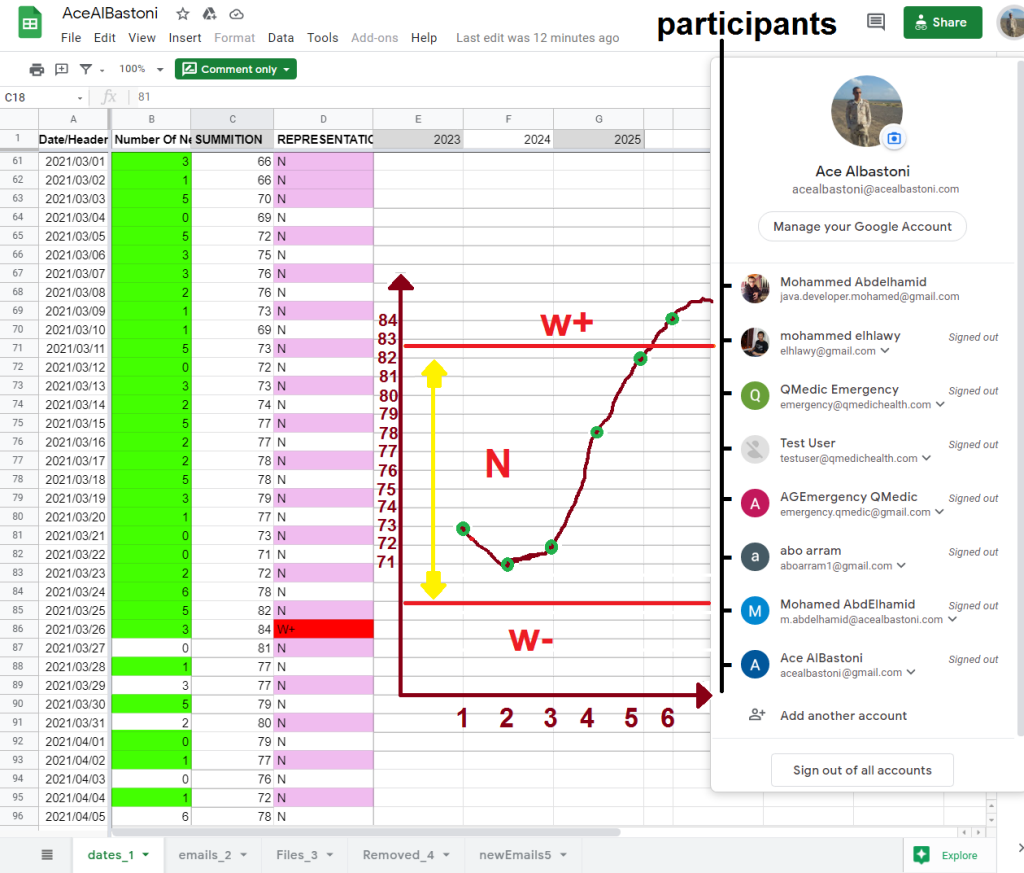 AceAlBastoni
participants
Share
File Edit View Insert Format Data Tools Add-ons Help Last edit was 12 minutes ago
100% Comment only
C18 fx 81
A B C D E F G
1 Date/Header Number Of Ne SUMMITION REPRESENTATIO 2023 2024 2025
61 2021/03/01 3 66 N
62 2021/03/02 1 66 N
63 2021/03/03 5 70 N
64 2021/03/04 0 69 N
65 2021/03/05 5 72 N
66 2021/03/06 3 75 N
67 2021/03/07 3 76 N
68 2021/03/08 2 76 N
69 2021/03/09 1 73 N
70 2021/03/10 1 69 N
71 2021/03/11 5 73 N
72 2021/03/12 0 72 N
73 2021/03/13 3 73 N
74 2021/03/14 2 74 N
75 2021/03/15 5 77 N
76 2021/03/16 2 77 N
77 2021/03/17 2 78 N
78 2021/03/18 5 78 N
79 2021/03/19 3 79 N
80 2021/03/20 1 77 N
81 2021/03/21 0 73 N
82 2021/03/22 0 71 N
83 2021/03/23 2 72 N
84 2021/03/24 6 78 N
85 2021/03/25 5 82 N
86 2021/03/26 3 84 W+
87 2021/03/27 0 81 N
88 2021/03/28 1 77 N
89 2021/03/29 3 77 N
90 2021/03/30 5 79 N
91 2021/03/31 2 80 N
92 2021/04/01 0 79 N
93 2021/04/02 1 77 N
94 2021/04/03 0 76 N
95 2021/04/04 1 72 N
96 2021/04/05 6 78 N
84
83
82
81
80
79
78
77
76
75
74
73
72
71
w+
N
w-
1 2 3 4 5 6
Ace Albastoni
acealbastoni@acealbastoni.com
Manage your Google Account
Mohammed Abdelhamid
java.developer.mohamed@gmail.com
mohammed elhlawy Signed out
elhlawy@gmail.com
Q QMedic Emergency Signed out
emergency@qmedichealth.com
Test User Signed out
testuser@qmedichealth.com
A AGEmergency QMedic Signed out
emergency.qmedic@gmail.com
a abo arram Signed out
aboarram1@gmail.com
M Mohamed AbdElhamid Signed out
m.abdelhamid@acealbastoni.com
A Ace AlBastoni Signed out
acealbastoni@gmail.com
Add another account
Sign out of all accounts
dates_1 emails_2 Files_3 Removed_4 newEmails5 Explore